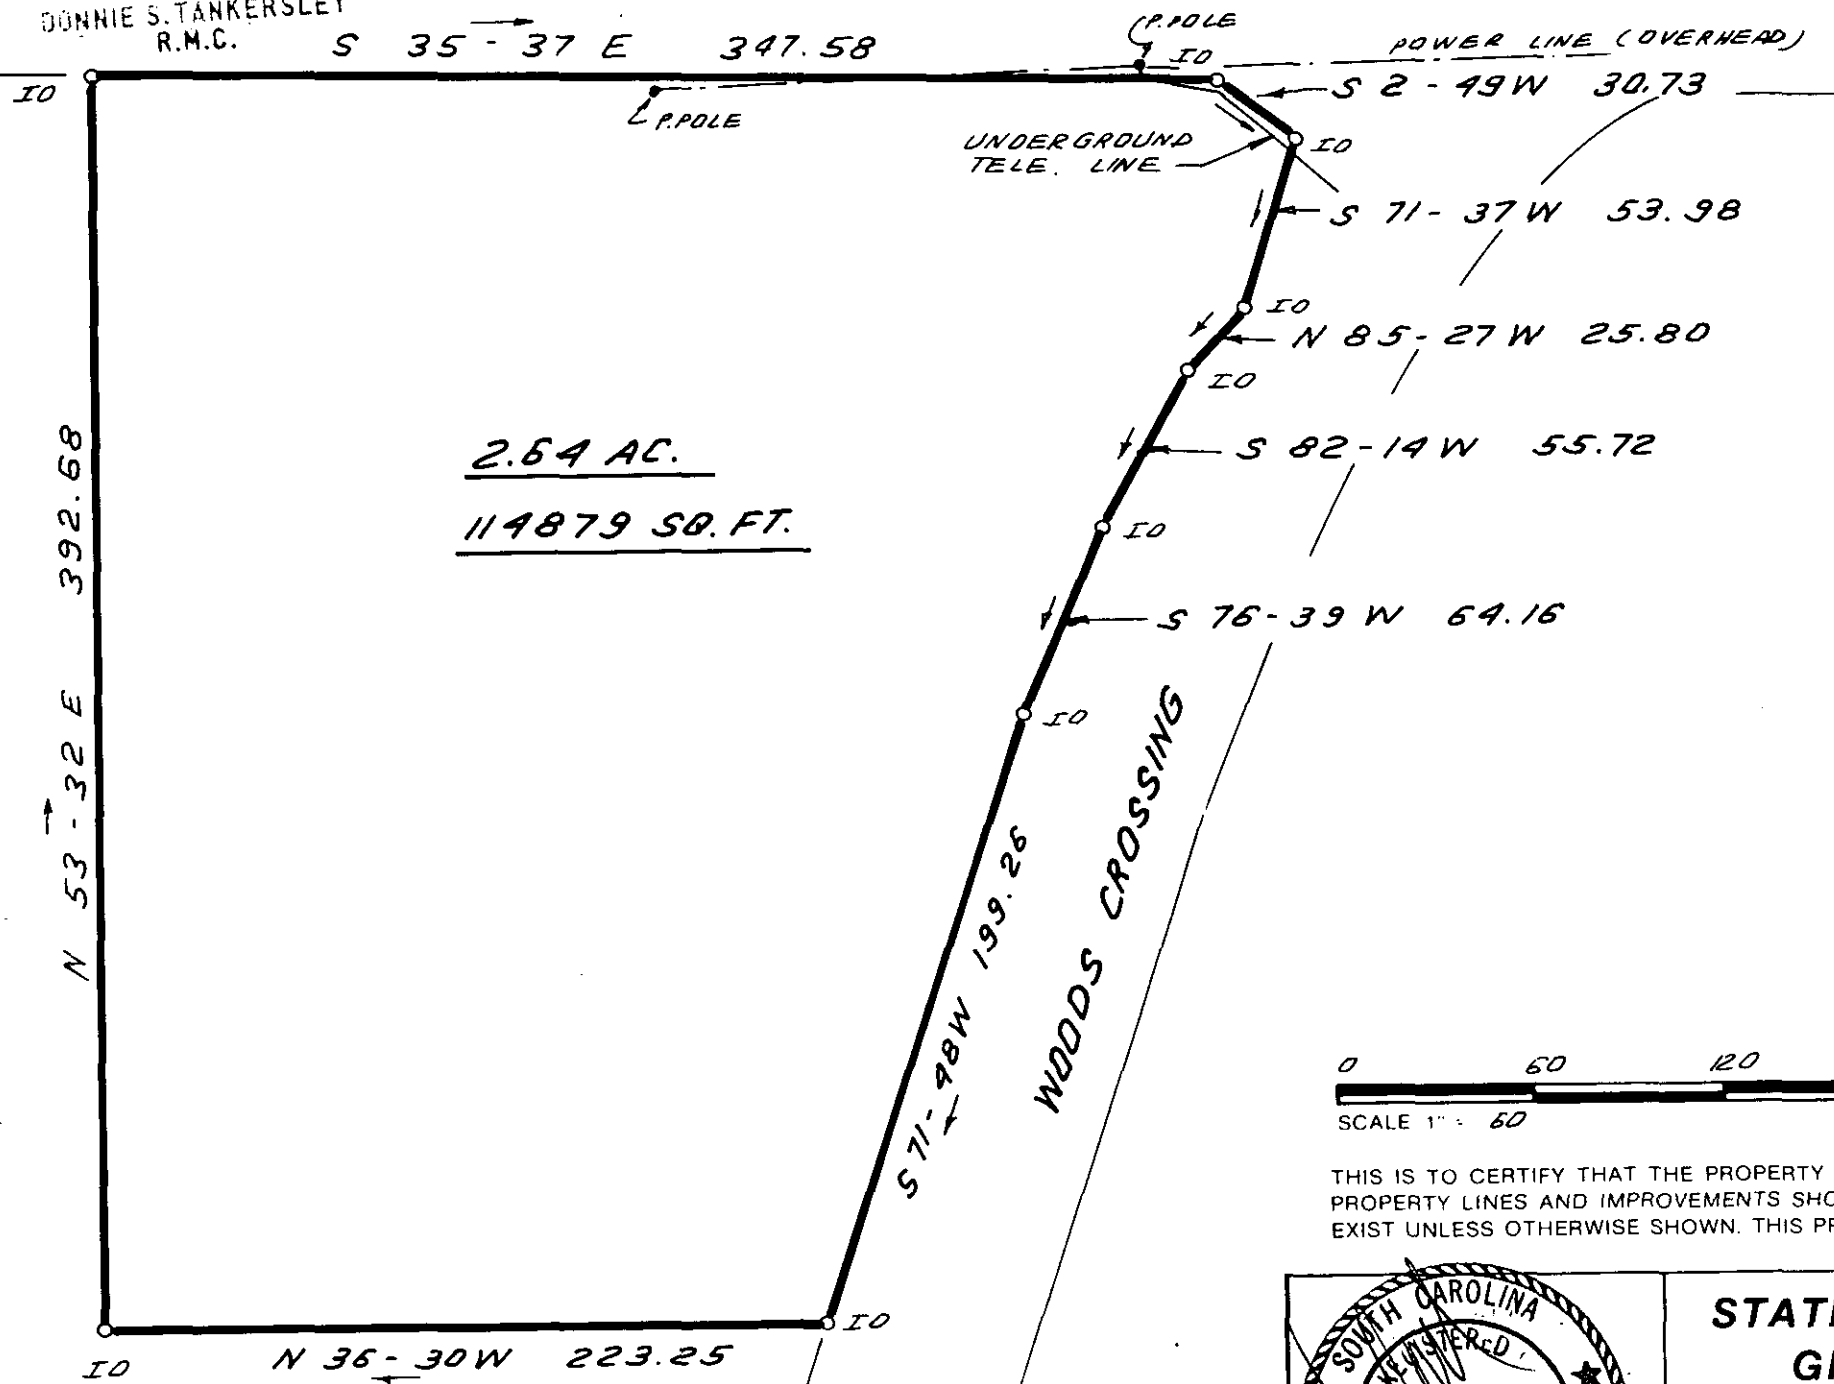 DONNIE S. TANKERSLEY
R.M.C.
S 35-37 E 347.58
P.POLE
IO
POWER LINE (OVERHEAD)
IO
S 2-49W 30.73
P.POLE
UNDERGROUND
TELE. LINE
IO
S 71-37 W 53.98
IO
N 85-27 W 25.80
IO
2.64 AC.
S 82-14 W 55.72
114879 SQ. FT.
IO
N 53-32 E 392.68
S 76-39 W 64.16
IO
S 71-48W 199.26
WOODS CROSSING
0 60 120
SCALE 1" = 60
THIS IS TO CERTIFY THAT THE PROPERTY
PROPERTY LINES AND IMPROVEMENTS SHO
EXIST UNLESS OTHERWISE SHOWN. THIS PR
IO
N 36-30W 223.25
IO
SOUTH CAROLINA
REGISTERED
STAT